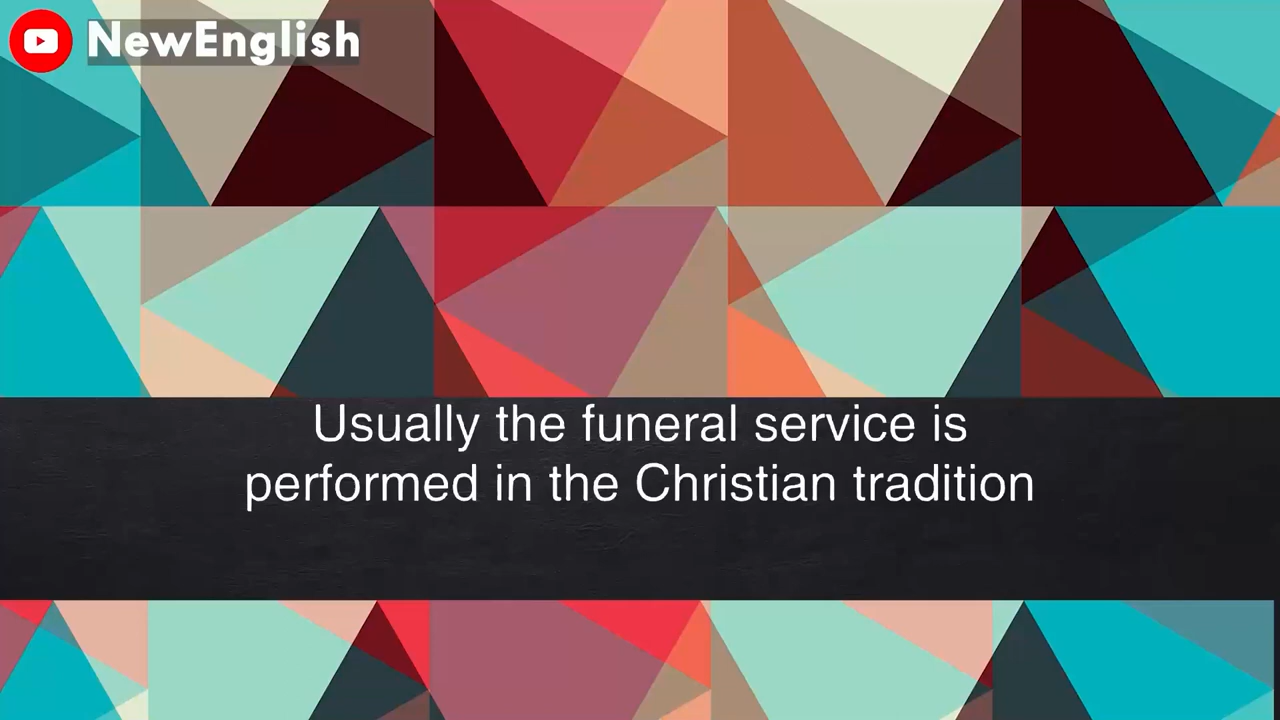 NewEnglish
Usually the funeral service is
performed in the Christian tradition